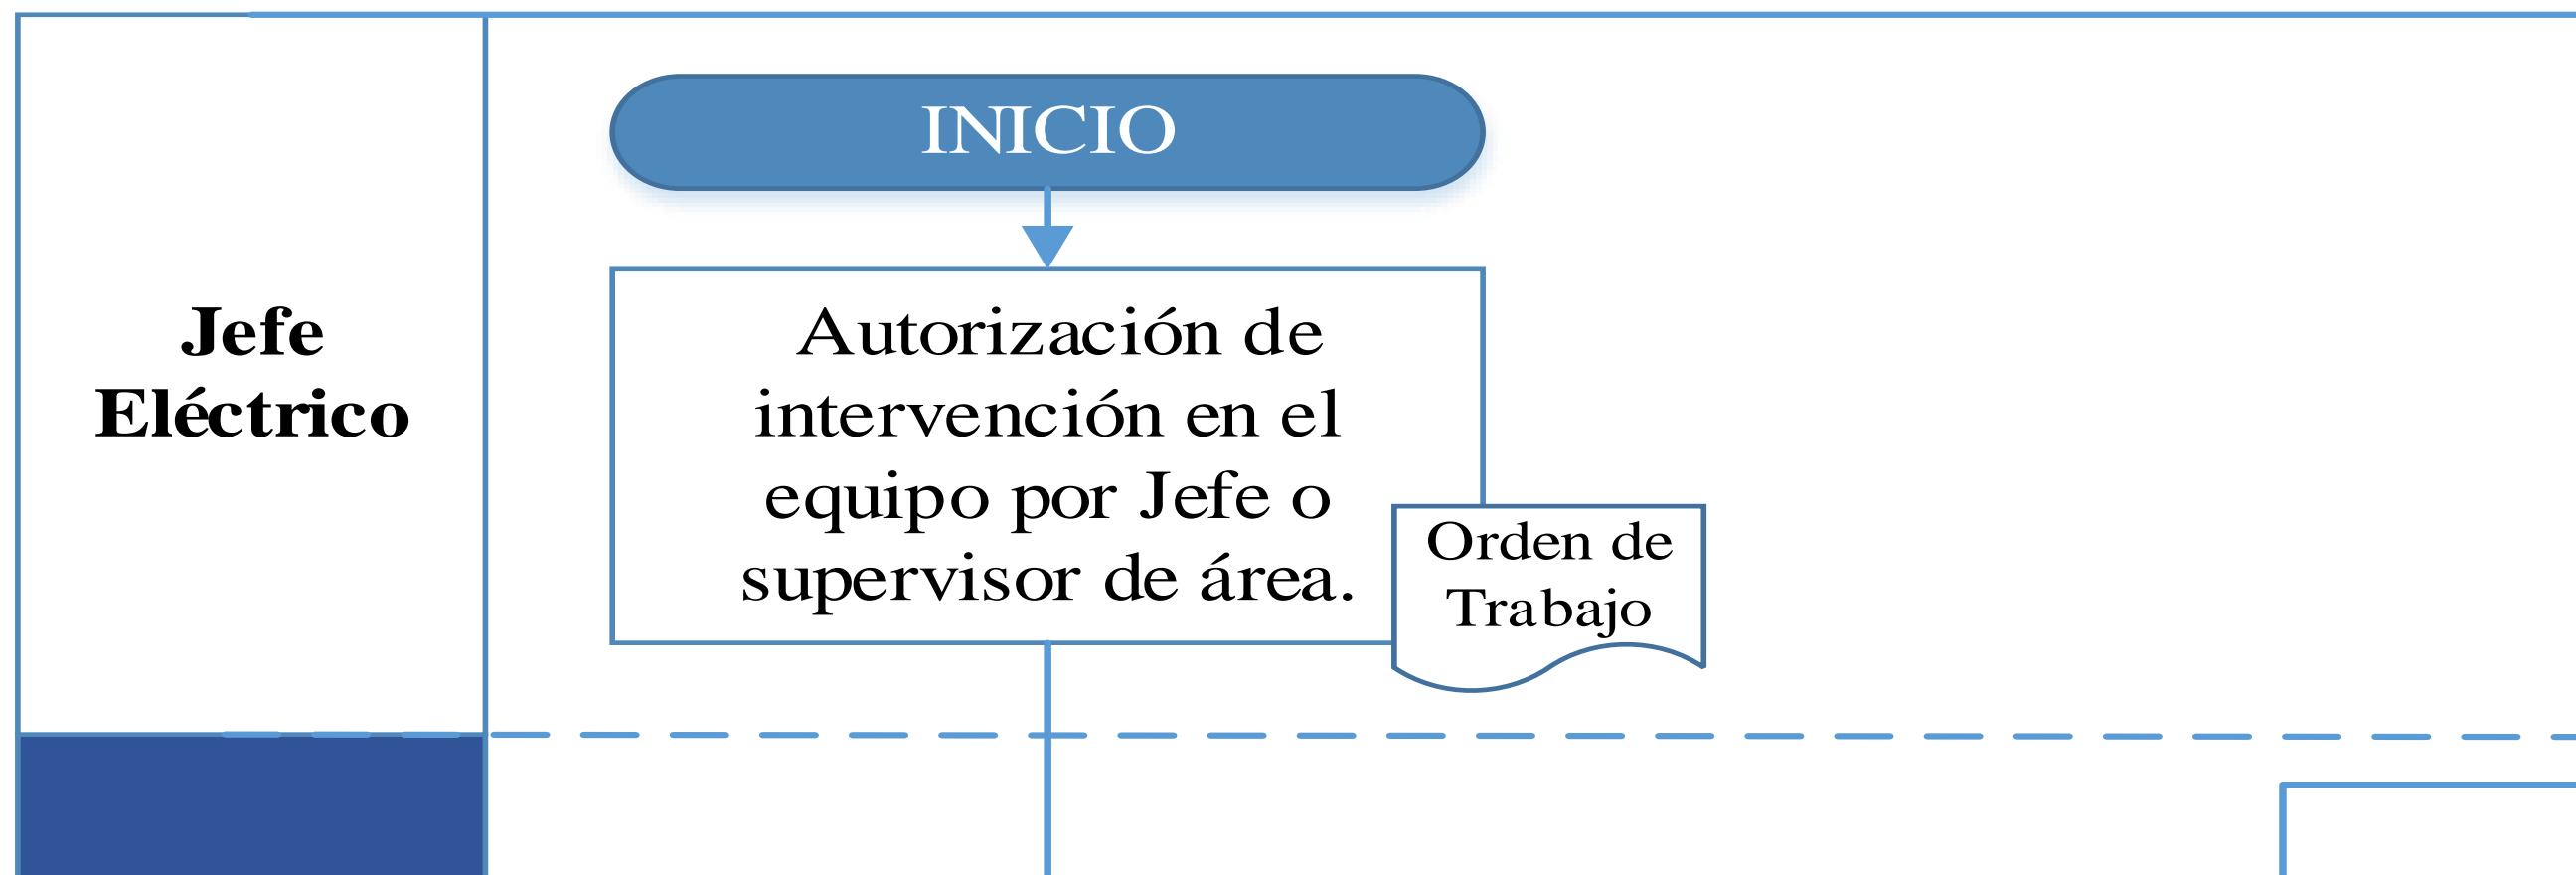 Jefe
Eléctrico
INICIO
Autorización de
intervención en el
equipo por Jefe o
supervisor de área.
Orden de
Trabajo